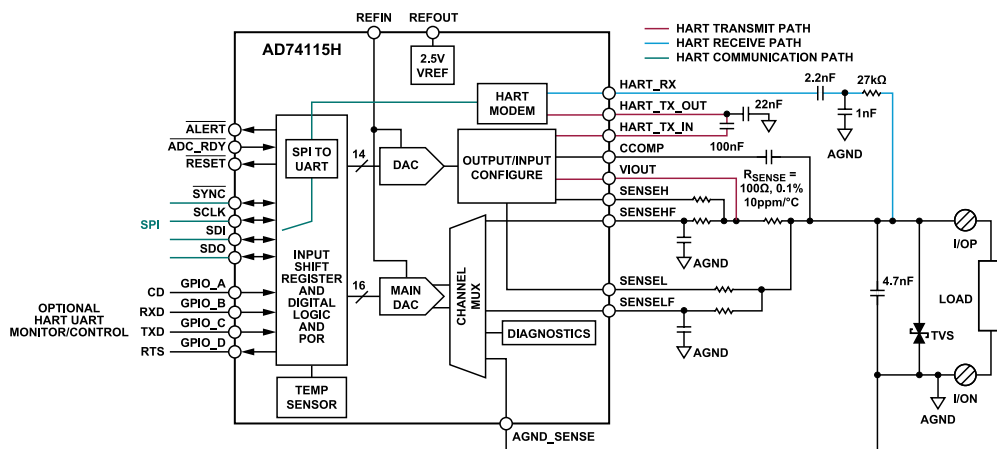 REFIN
REFOUT
AD74115H
2.5V
VREF
HART TRANSMIT PATH
HART RECEIVE PATH
HART COMMUNICATION PATH
HART
MODEM
HART_RX
HART_TX_OUT
HART_TX_IN
CCOMP
VIOUT
SENSEH
SENSEHF
SENSEL
SENSELF
2.2nF
27kΩ
1nF
AGND
22nF
100nF
RSENSE =
100Ω, 0.1%
10ppm/°C
ALERT
ADC_RDY
RESET
SYNC
SCLK
SDI
SDO
SPI
SPI TO
UART
14
DAC
OUTPUT/INPUT
CONFIGURE
INPUT
SHIFT
REGISTER
AND
DIGITAL
LOGIC
AND
POR
16
MAIN
DAC
CHANNEL
MUX
DIAGNOSTICS
AGND
AGND
OPTIONAL
HART UART
MONITOR/CONTROL
CD
RXD
TXD
RTS
GPIO_A
GPIO_B
GPIO_C
GPIO_D
TEMP
SENSOR
AGND_SENSE
4.7nF
TVS
I/OP
LOAD
I/ON
AGND